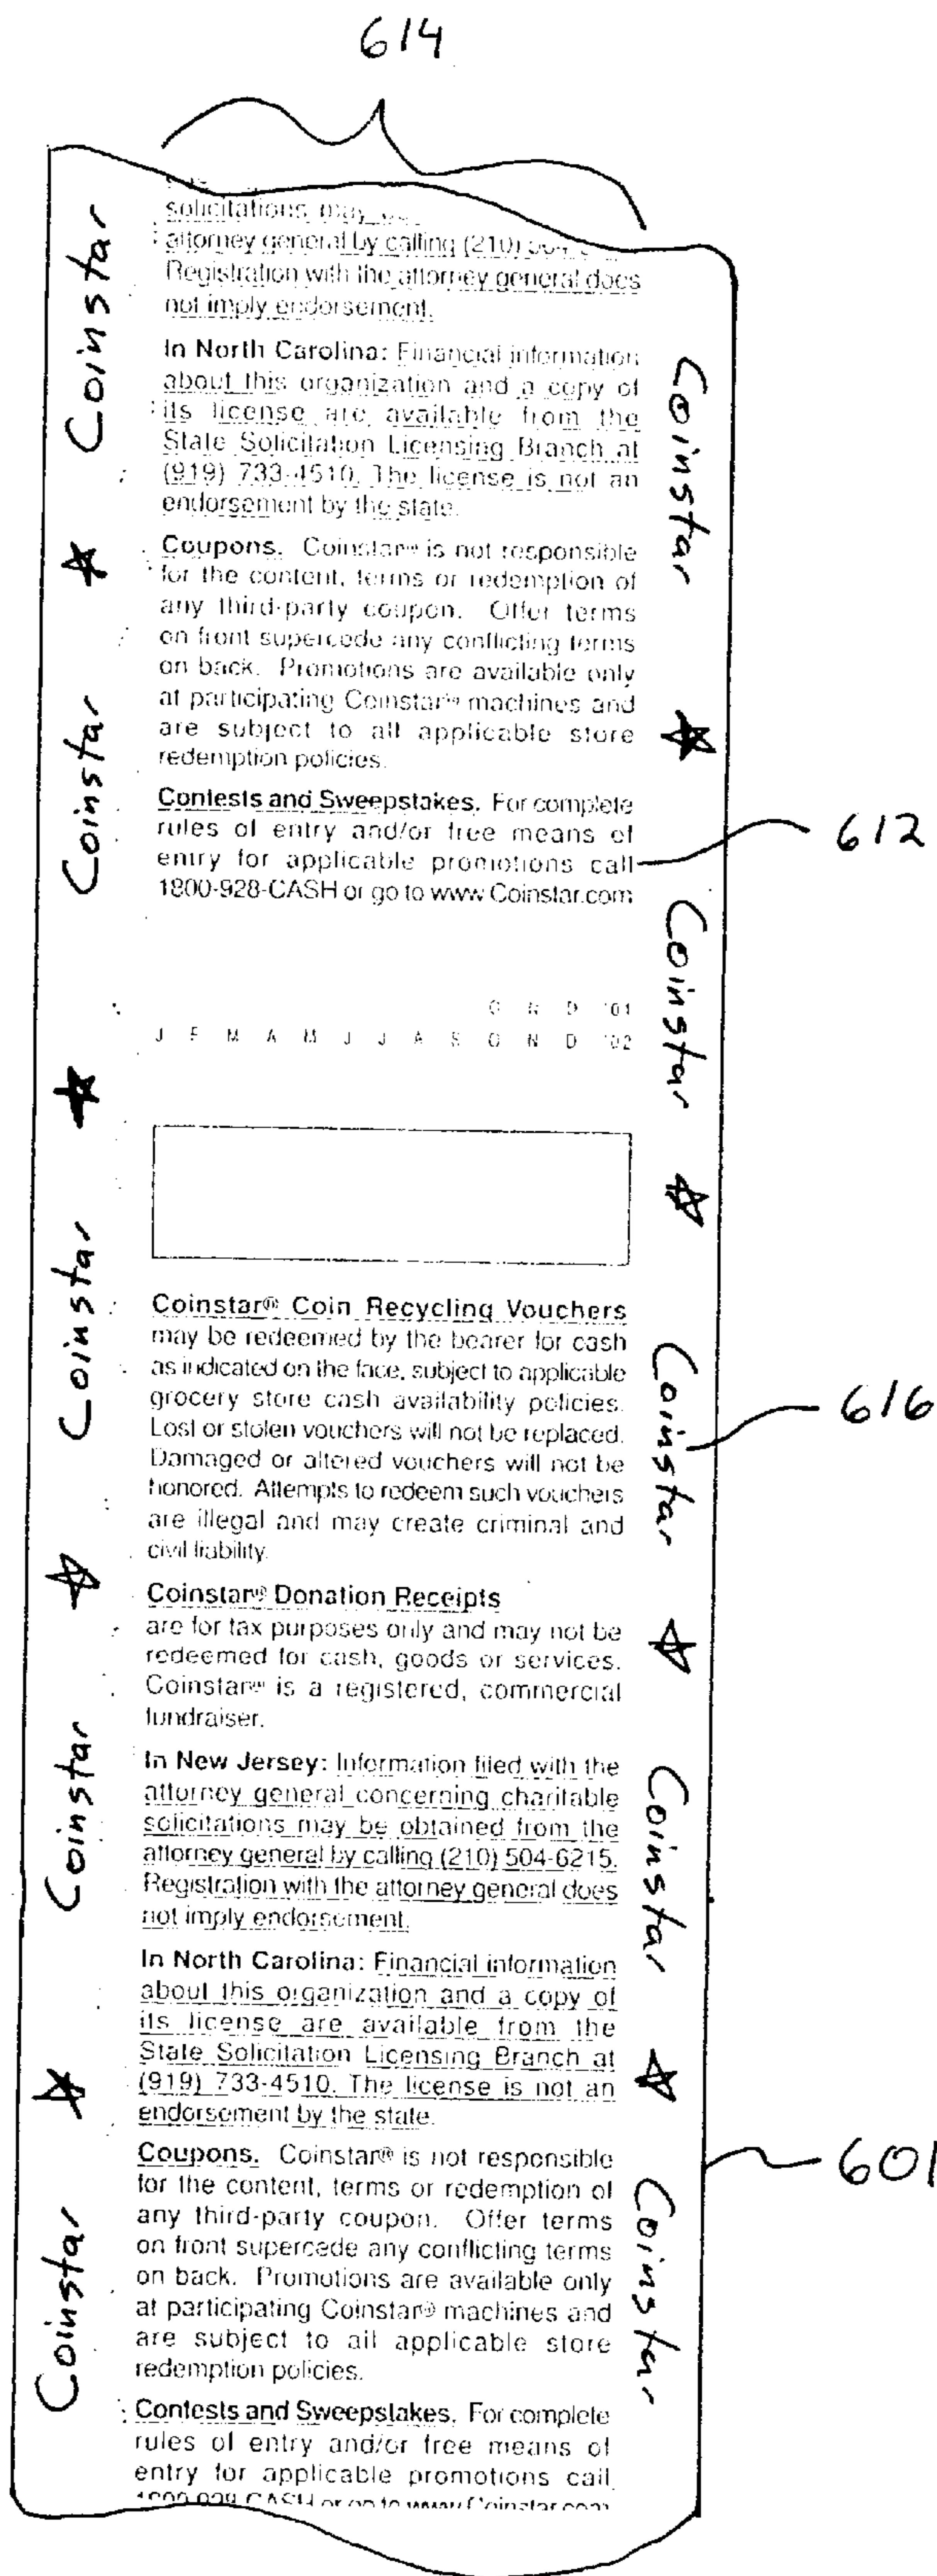 614
solicitations may
attorney general by calling (210)
Registration with the attorney general does
not imply endorsement.
In North Carolina: Financial information
about this organization and a copy of
its license are available from the
State Solicitation Licensing Branch at
(919) 733-4510. The license is not an
endorsement by the state.
Coupons. Coinstar® is not responsible
for the content, terms or redemption of
any third-party coupon. Offer terms
on front supercede any conflicting terms
on back. Promotions are available only
at participating Coinstar® machines and
are subject to all applicable store
redemption policies.
Contests and Sweepstakes. For complete
rules of entry and/or free means of
entry for applicable promotions call
1800-928-CASH or go to www.Coinstar.com
612
O N D '01
J F M A M J J A S O N D '02
Coinstar® Coin Recycling Vouchers
may be redeemed by the bearer for cash
as indicated on the face, subject to applicable
grocery store cash availability policies.
Lost or stolen vouchers will not be replaced.
Damaged or altered vouchers will not be
honored. Attempts to redeem such vouchers
are illegal and may create criminal and
civil liability.
616
Coinstar® Donation Receipts
are for tax purposes only and may not be
redeemed for cash, goods or services.
Coinstar® is a registered, commercial
fundraiser.
In New Jersey: Information filed with the
attorney general concerning charitable
solicitations may be obtained from the
attorney general by calling (210) 504-6215.
Registration with the attorney general does
not imply endorsement.
In North Carolina: Financial information
about this organization and a copy of
its license are available from the
State Solicitation Licensing Branch at
(919) 733-4510. The license is not an
endorsement by the state.
601
Coupons. Coinstar® is not responsible
for the content, terms or redemption of
any third-party coupon. Offer terms
on front supercede any conflicting terms
on back. Promotions are available only
at participating Coinstar® machines and
are subject to all applicable store
redemption policies.
Contests and Sweepstakes. For complete
rules of entry and/or free means of
entry for applicable promotions call
1800-928-CASH or go to www.Coinstar.com
Coinstar
Coinstar
Coinstar
Coinstar
Coinstar
Coinstar
Coinstar
Coinstar
Coinstar
Coinstar